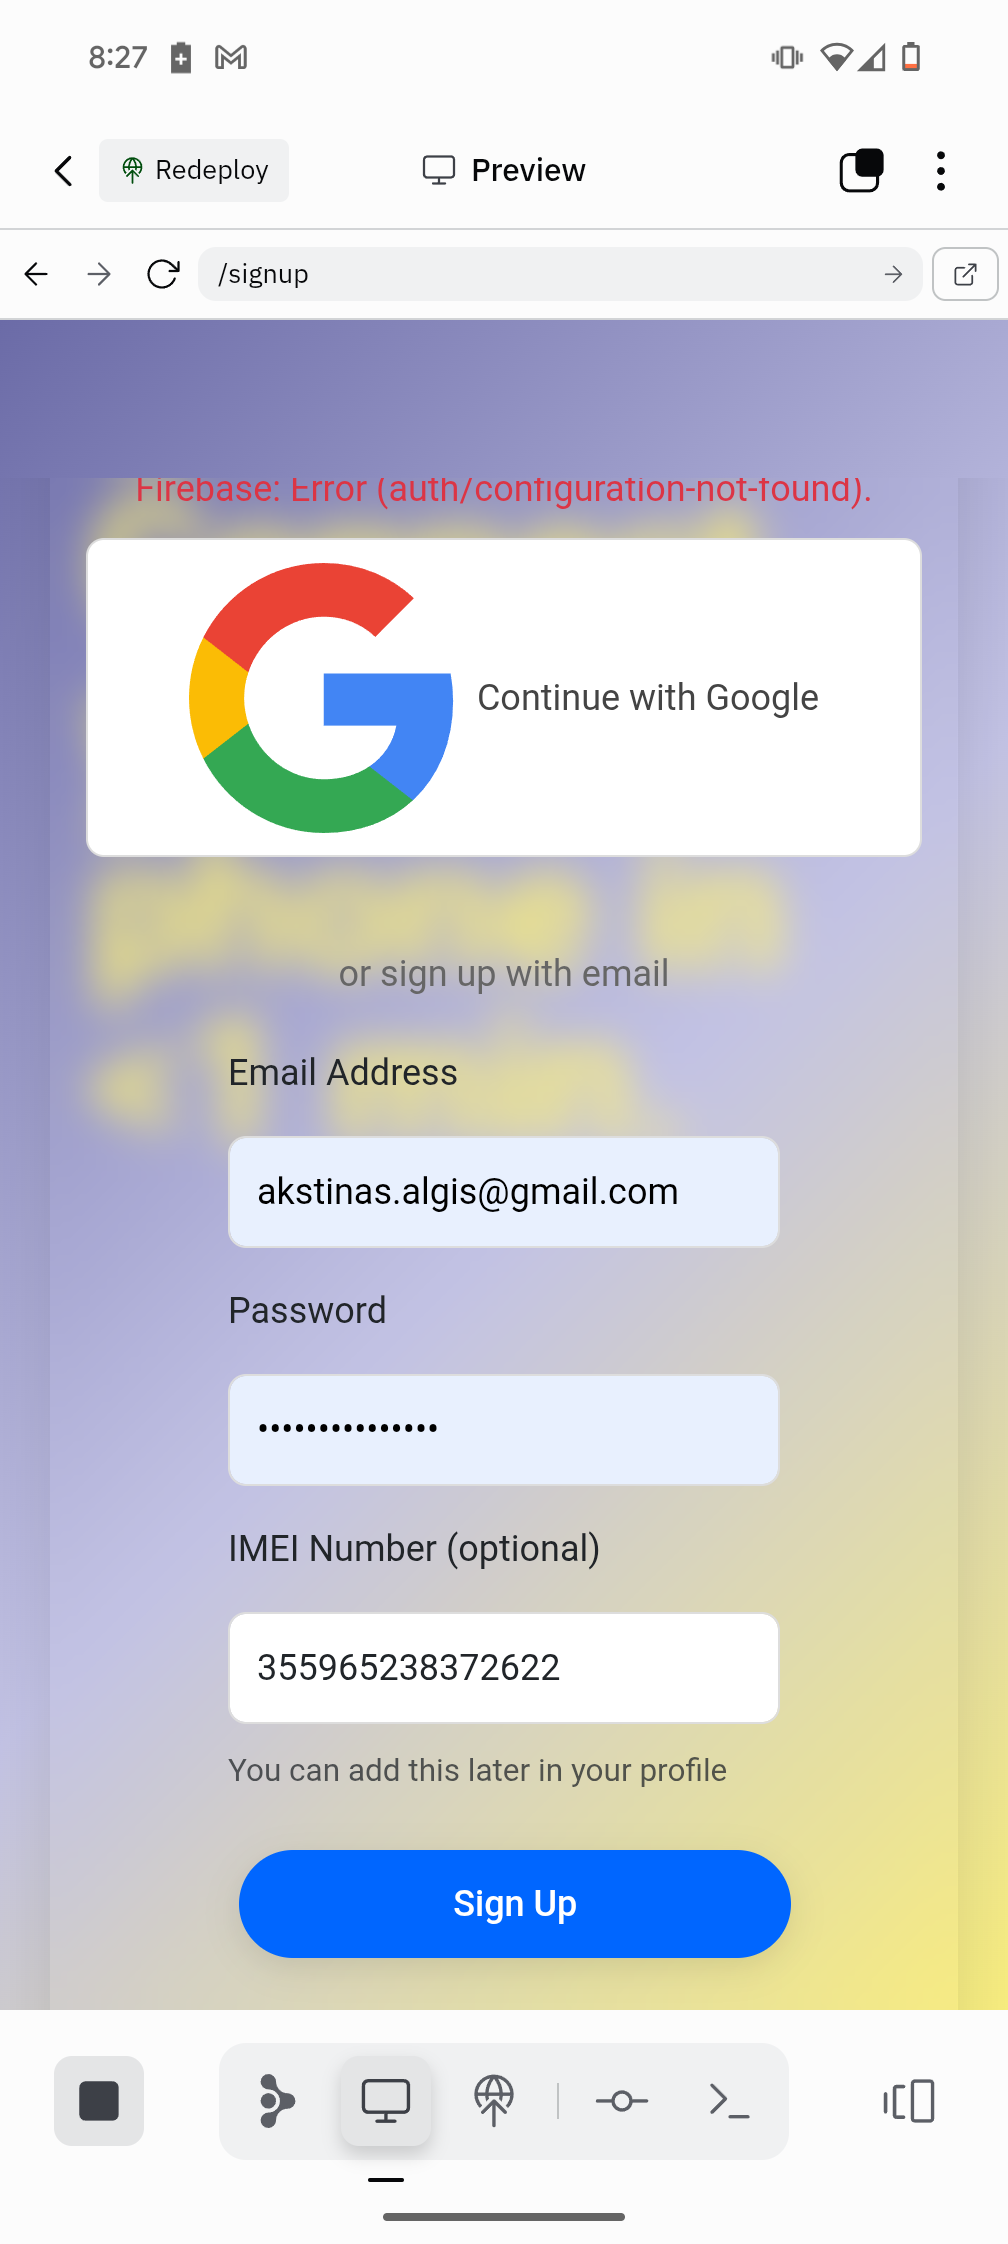 8:27
Redeploy
Preview
/signup
Firebase: Error (auth/configuration-not-found).
Continue with Google
or sign up with email
Email Address
akstinas.algis@gmail.com
Password
•••••••••••••••
IMEI Number (optional)
355965238372622
You can add this later in your profile
Sign Up